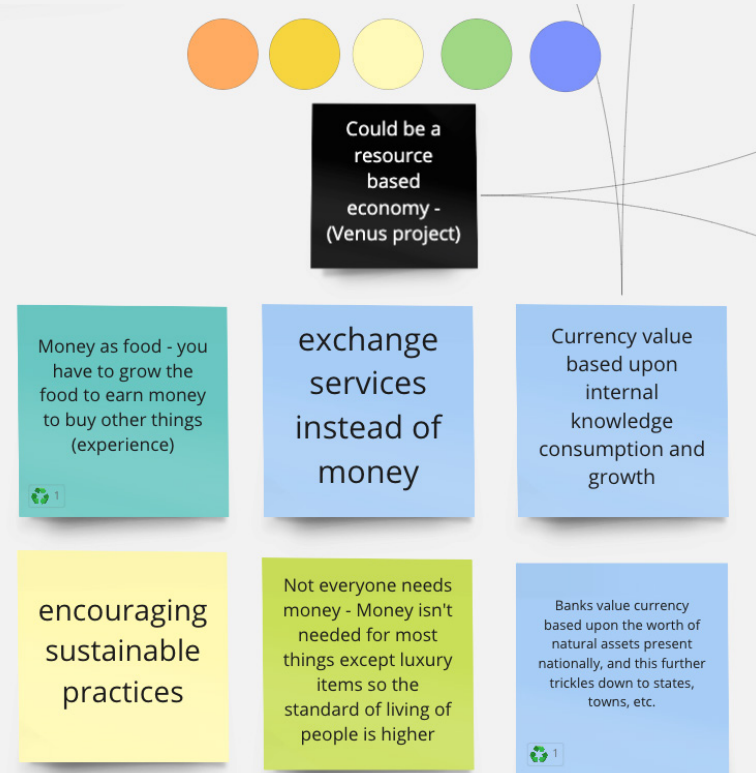 Could be a
resource
based
economy -
(Venus project)
Money as food - you
have to grow the
food to earn money
to buy other things
(experience)
1
exchange
services
instead of
money
Currency value
based upon
internal
knowledge
consumption and
growth
encouraging
sustainable
practices
Not everyone needs
money - Money isn't
needed for most
things except luxury
items so the
standard of living of
people is higher
Banks value currency
based upon the worth of
natural assets present
nationally, and this further
trickles down to states,
towns, etc.
1